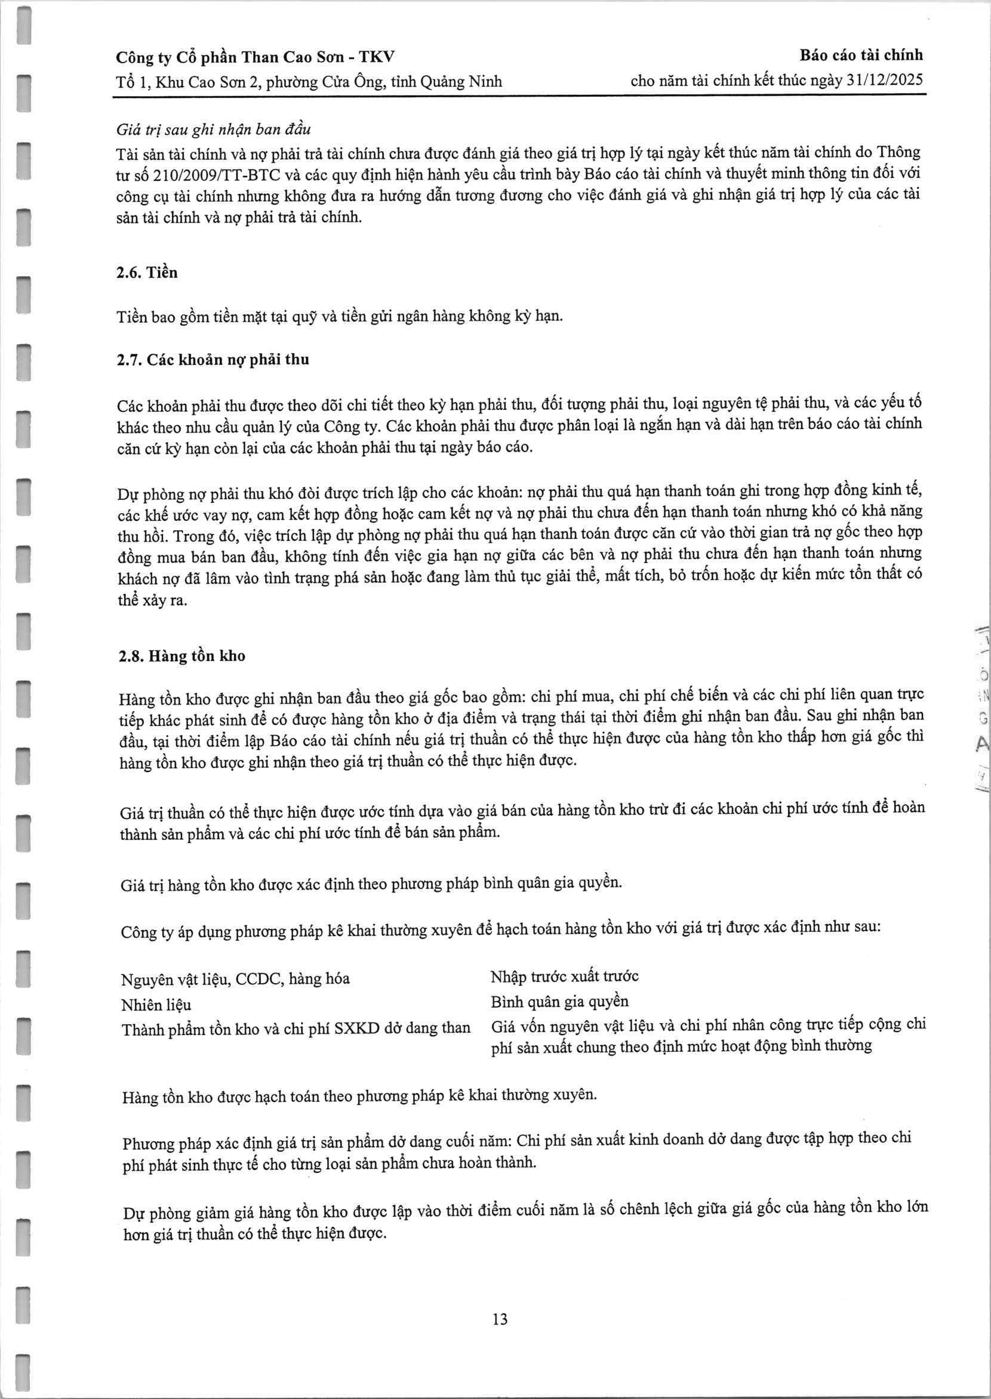 Công ty Cổ phần Than Cao Sơn - TKV
Báo cáo tài chính
Tổ 1, Khu Cao Sơn 2, phường Cửa Ông, tỉnh Quảng Ninh
cho năm tài chính kết thúc ngày 31/12/2025
Giá trị sau ghi nhận ban đầu
Tài sản tài chính và nợ phải trả tài chính chưa được đánh giá theo giá trị hợp lý tại ngày kết thúc năm tài chính do Thông
tư số 210/2009/TT-BTC và các quy định hiện hành yêu cầu trình bày Báo cáo tài chính và thuyết minh thông tin đối với
công cụ tài chính nhưng không đưa ra hướng dẫn tương đương cho việc đánh giá và ghi nhận giá trị hợp lý của các tài
sản tài chính và nợ phải trả tài chính.
2.6. Tiền
Tiền bao gồm tiền mặt tại quỹ và tiền gửi ngân hàng không kỳ hạn.
2.7. Các khoản nợ phải thu
Các khoản phải thu được theo dõi chi tiết theo kỳ hạn phải thu, đối tượng phải thu, loại nguyên tệ phải thu, và các yếu tố
khác theo nhu cầu quản lý của Công ty. Các khoản phải thu được phân loại là ngắn hạn và dài hạn trên báo cáo tài chính
căn cứ kỳ hạn còn lại của các khoản phải thu tại ngày báo cáo.
Dự phòng nợ phải thu khó đòi được trích lập cho các khoản: nợ phải thu quá hạn thanh toán ghi trong hợp đồng kinh tế,
các khế ước vay nợ, cam kết hợp đồng hoặc cam kết nợ và nợ phải thu chưa đến hạn thanh toán nhưng khó có khả năng
thu hồi. Trong đó, việc trích lập dự phòng nợ phải thu quá hạn thanh toán được căn cứ vào thời gian trả nợ gốc theo hợp
đồng mua bán ban đầu, không tính đến việc gia hạn nợ giữa các bên và nợ phải thu chưa đến hạn thanh toán nhưng
khách nợ đã lâm vào tình trạng phá sản hoặc đang làm thủ tục giải thể, mất tích, bỏ trốn hoặc dự kiến mức tổn thất có
thể xảy ra.
2.8. Hàng tồn kho
Hàng tồn kho được ghi nhận ban đầu theo giá gốc bao gồm: chi phí mua, chi phí chế biến và các chi phí liên quan trực
tiếp khác phát sinh để có được hàng tồn kho ở địa điểm và trạng thái tại thời điểm ghi nhận ban đầu. Sau ghi nhận ban
đầu, tại thời điểm lập Báo cáo tài chính nếu giá trị thuần có thể thực hiện được của hàng tồn kho thấp hơn giá gốc thì
hàng tồn kho được ghi nhận theo giá trị thuần có thể thực hiện được.
Giá trị thuần có thể thực hiện được ước tính dựa vào giá bán của hàng tồn kho trừ đi các khoản chi phí ước tính để hoàn
thành sản phẩm và các chi phí ước tính để bán sản phẩm.
Giá trị hàng tồn kho được xác định theo phương pháp bình quân gia quyền.
Công ty áp dụng phương pháp kê khai thường xuyên để hạch toán hàng tồn kho với giá trị được xác định như sau:
Nguyên vật liệu, CCDC, hàng hóa
Nhập trước xuất trước
Nhiên liệu
Bình quân gia quyền
Thành phẩm tồn kho và chi phí SXKD dở dang than
Giá vốn nguyên vật liệu và chi phí nhân công trực tiếp cộng chi
phí sản xuất chung theo định mức hoạt động bình thường
Hàng tồn kho được hạch toán theo phương pháp kê khai thường xuyên.
Phương pháp xác định giá trị sản phẩm dở dang cuối năm: Chi phí sản xuất kinh doanh dở dang được tập hợp theo chi
phí phát sinh thực tế cho từng loại sản phẩm chưa hoàn thành.
Dự phòng giảm giá hàng tồn kho được lập vào thời điểm cuối năm là số chênh lệch giữa giá gốc của hàng tồn kho lớn
hơn giá trị thuần có thể thực hiện được.
13